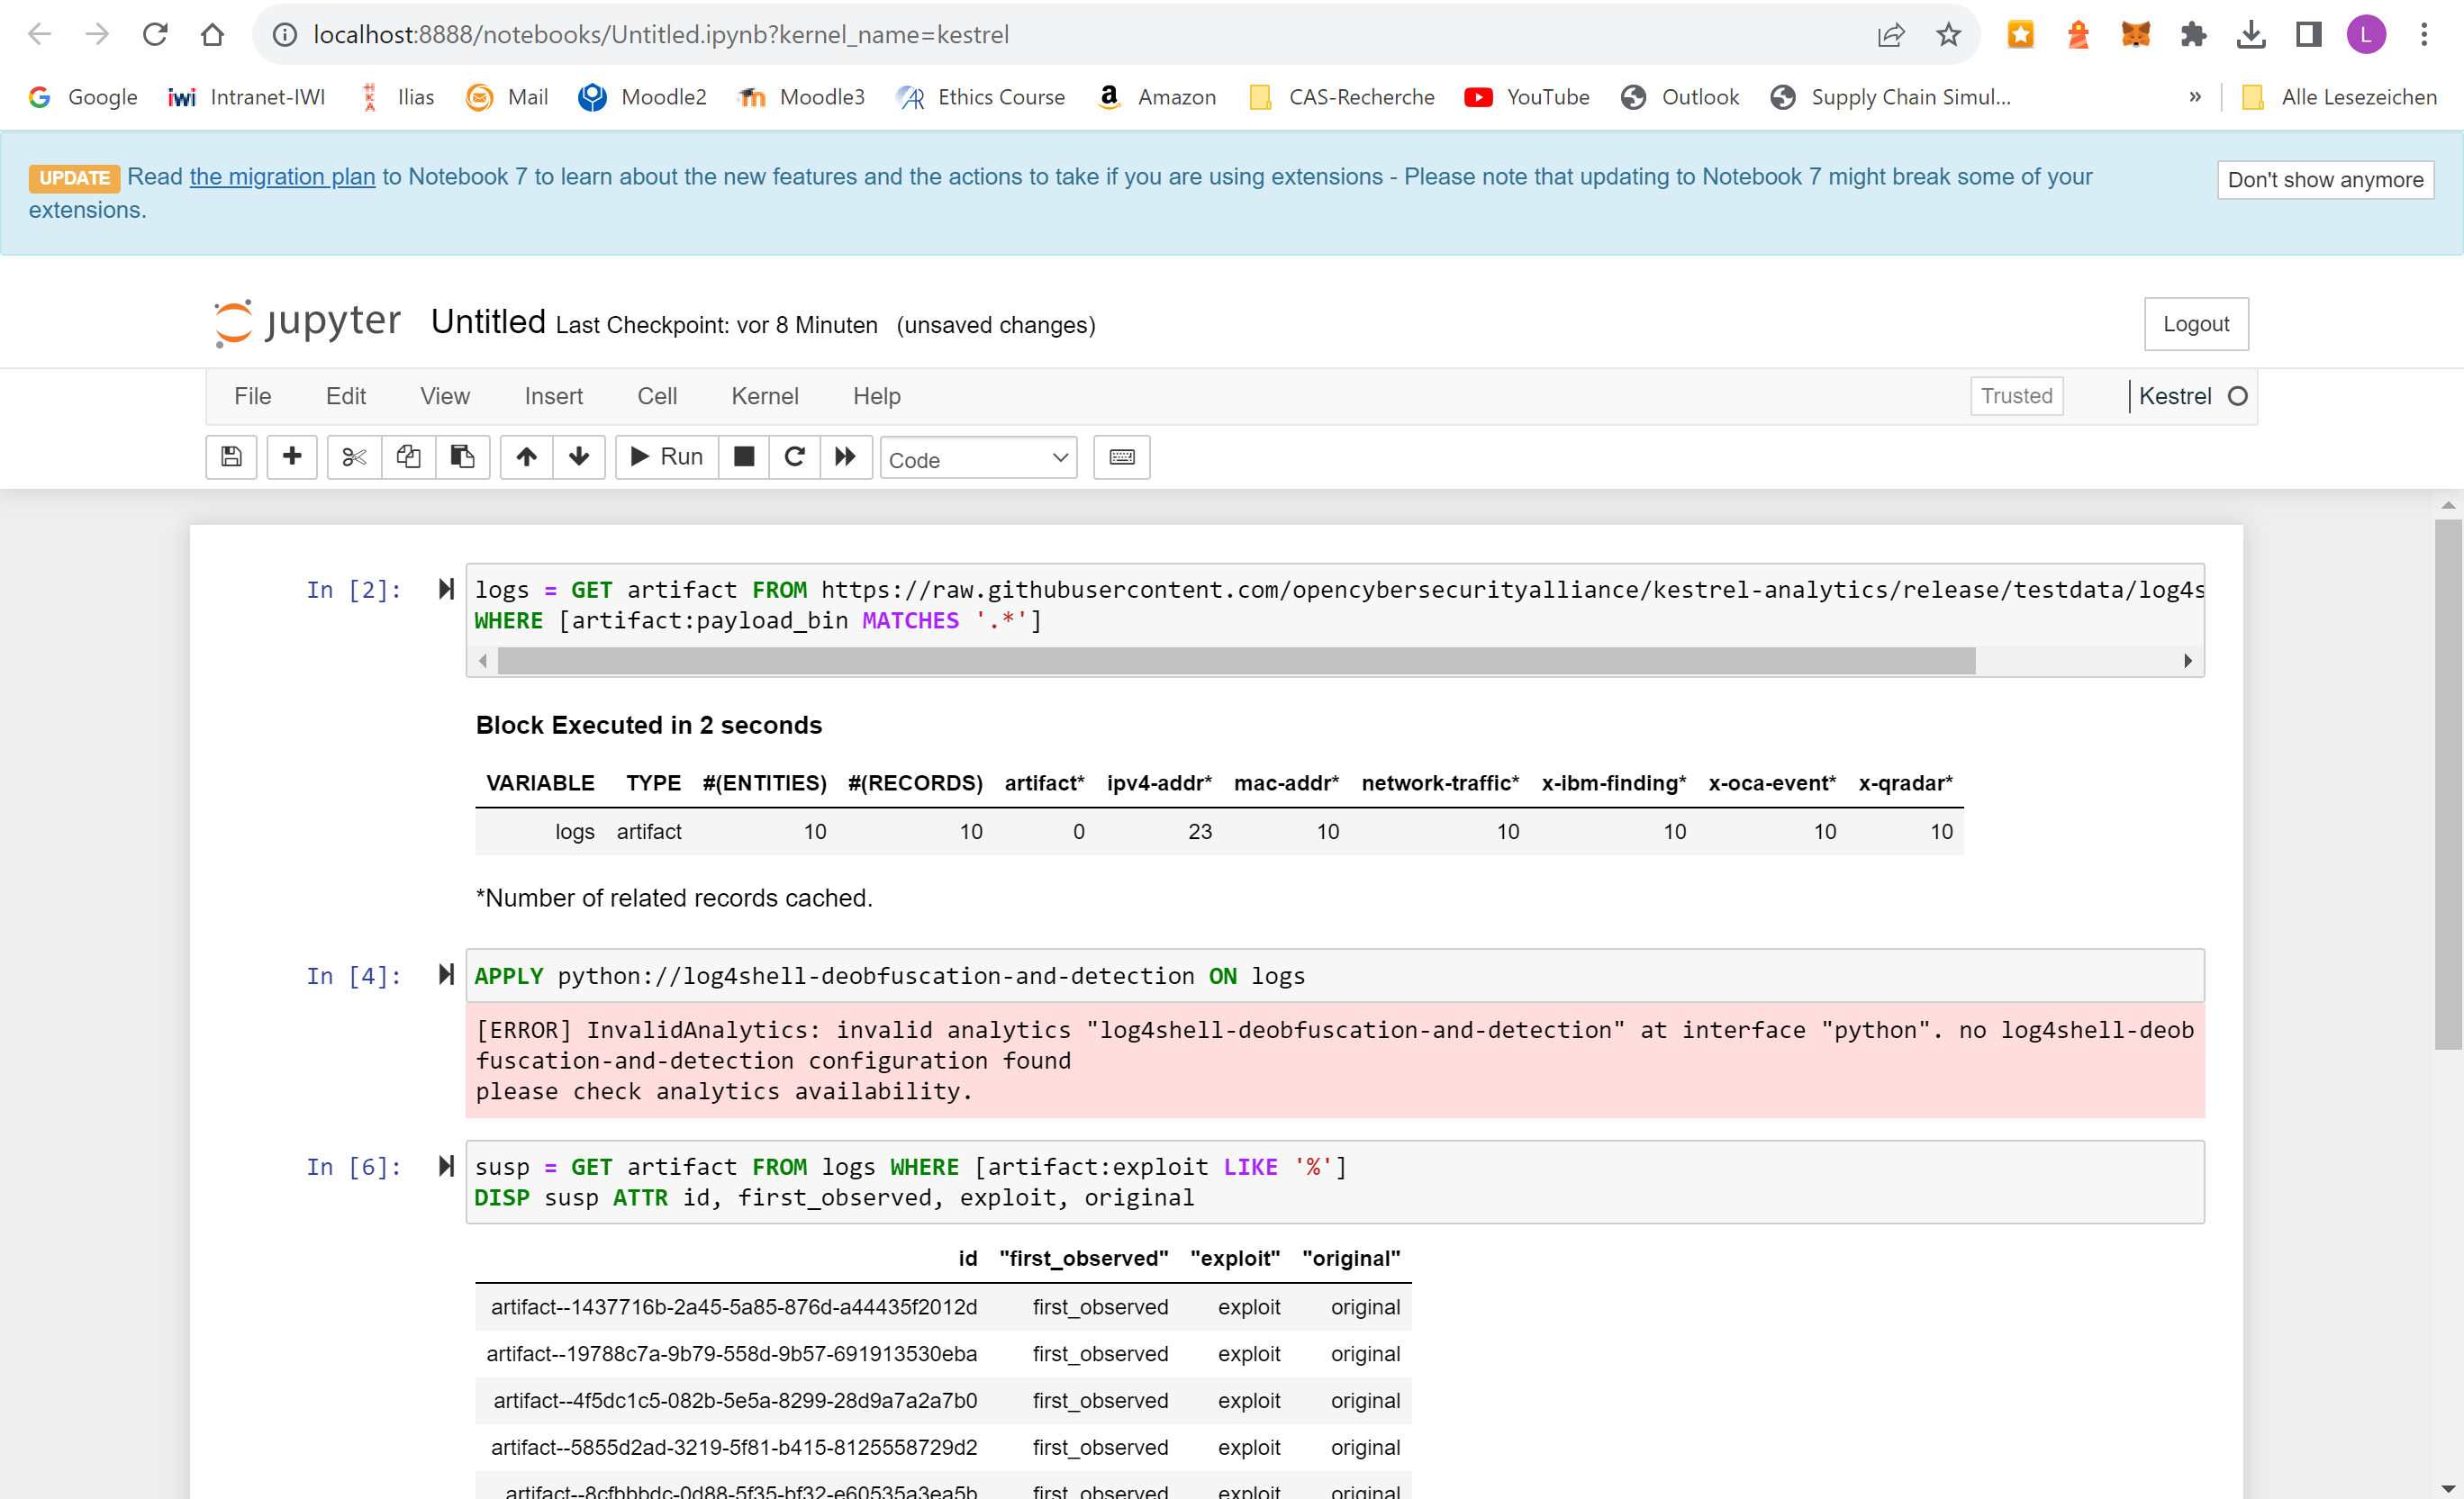 localhost:8888/notebooks/Untitled.ipynb?kernel_name=kestrel
L
Google Intranet-IWI HKA Ilias Mail Moodle2 Moodle3 Ethics Course Amazon CAS-Recherche YouTube Outlook Supply Chain Simul... » Alle Lesezeichen
UPDATE Read the migration plan to Notebook 7 to learn about the new features and the actions to take if you are using extensions - Please note that updating to Notebook 7 might break some of your
extensions.
Don't show anymore
jupyter Untitled Last Checkpoint: vor 8 Minuten (unsaved changes)
Logout
File Edit View Insert Cell Kernel Help Trusted Kestrel
Run Code
In [2]: logs = GET artifact FROM https://raw.githubusercontent.com/opencybersecurityalliance/kestrel-analytics/release/testdata/log4s
WHERE [artifact:payload_bin MATCHES '.*']
Block Executed in 2 seconds
VARIABLE TYPE #(ENTITIES) #(RECORDS) artifact* ipv4-addr* mac-addr* network-traffic* x-ibm-finding* x-oca-event* x-qradar*
logs artifact 10 10 0 23 10 10 10 10 10
*Number of related records cached.
In [4]: APPLY python://log4shell-deobfuscation-and-detection ON logs
[ERROR] InvalidAnalytics: invalid analytics "log4shell-deobfuscation-and-detection" at interface "python". no log4shell-deob
fuscation-and-detection configuration found
please check analytics availability.
In [6]: susp = GET artifact FROM logs WHERE [artifact:exploit LIKE '%']
DISP susp ATTR id, first_observed, exploit, original
id "first_observed" "exploit" "original"
artifact--1437716b-2a45-5a85-876d-a44435f2012d first_observed exploit original
artifact--19788c7a-9b79-558d-9b57-691913530eba first_observed exploit original
artifact--4f5dc1c5-082b-5e5a-8299-28d9a7a2a7b0 first_observed exploit original
artifact--5855d2ad-3219-5f81-b415-8125558729d2 first_observed exploit original
artifact--8cfbbbdc-0d88-5f35-bf32-e60535a3ea5b first_observed exploit original